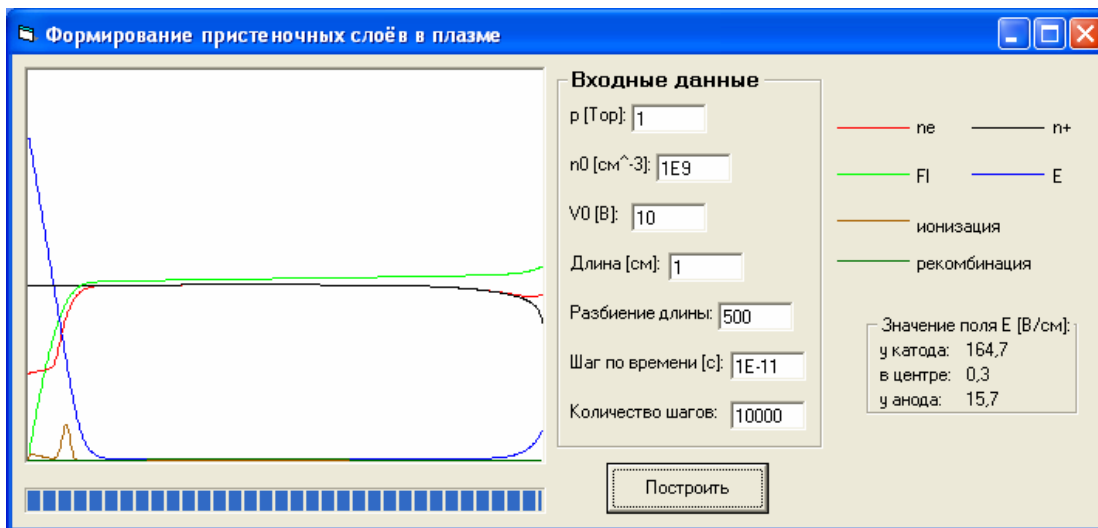 Формирование пристеночных слоёв в плазме
Входные данные
p [Тор]: 1
n0 [см^-3]: 1E9
V0 [В]: 10
Длина [см]: 1
Разбиение длины: 500
Шаг по времени [с]: 1E-11
Количество шагов: 10000
Построить
ne n+
FI E
ионизация
рекомбинация
Значение поля E [В/см]:
у катода: 164,7
в центре: 0,3
у анода: 15,7